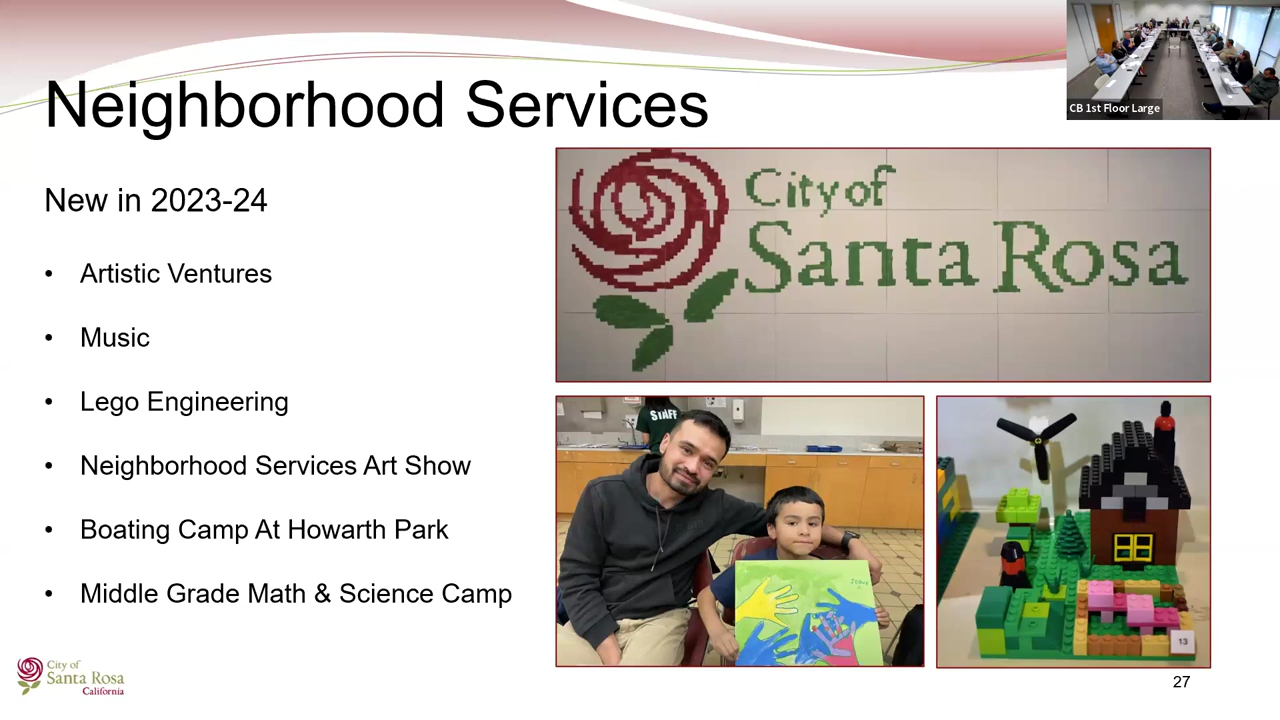 CB 1st Floor Large
Neighborhood Services
New in 2023-24
• Artistic Ventures
• Music
• Lego Engineering
• Neighborhood Services Art Show
• Boating Camp At Howarth Park
• Middle Grade Math & Science Camp
City of
Santa Rosa
STAFF
13
City of
Santa Rosa
California
27